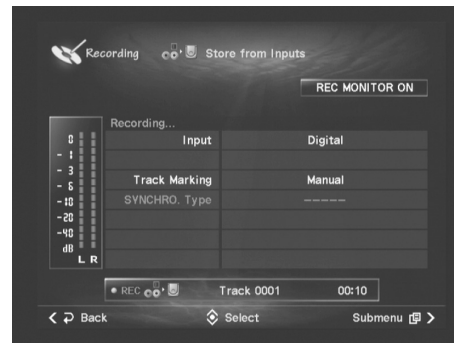 Recording Store from Inputs
REC MONITOR ON
Recording...
Input Digital
Track Marking Manual
SYNCHRO. Type -----
0
- 1
- 3
- 6
-10
-20
-40
dB
L R
REC Track 0001 00:10
Back Select Submenu